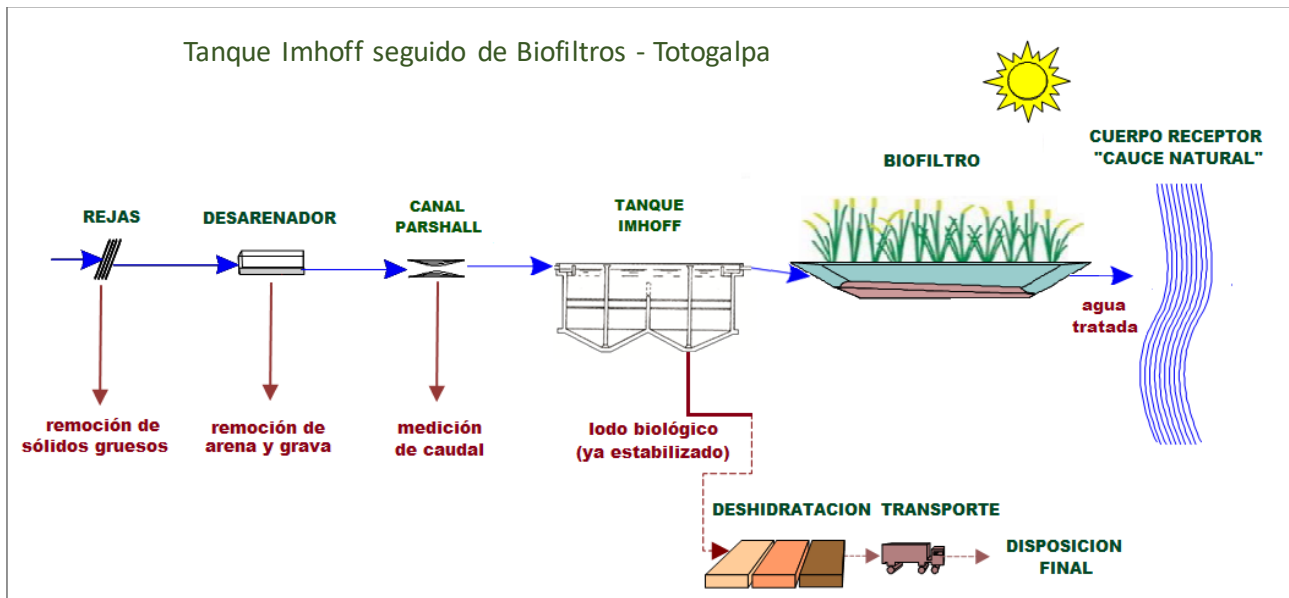 Tanque Imhoff seguido de Biofiltros - Totogalpa
REJAS
DESARENADOR
CANAL
PARSHALL
TANQUE
IMHOFF
BIOFILTRO
CUERPO RECEPTOR
"CAUCE NATURAL"
agua
tratada
remoción de
sólidos gruesos
remoción de
arena y grava
medición
de caudal
lodo biológico
(ya estabilizado)
DESHIDRATACION TRANSPORTE
DISPOSICION
FINAL